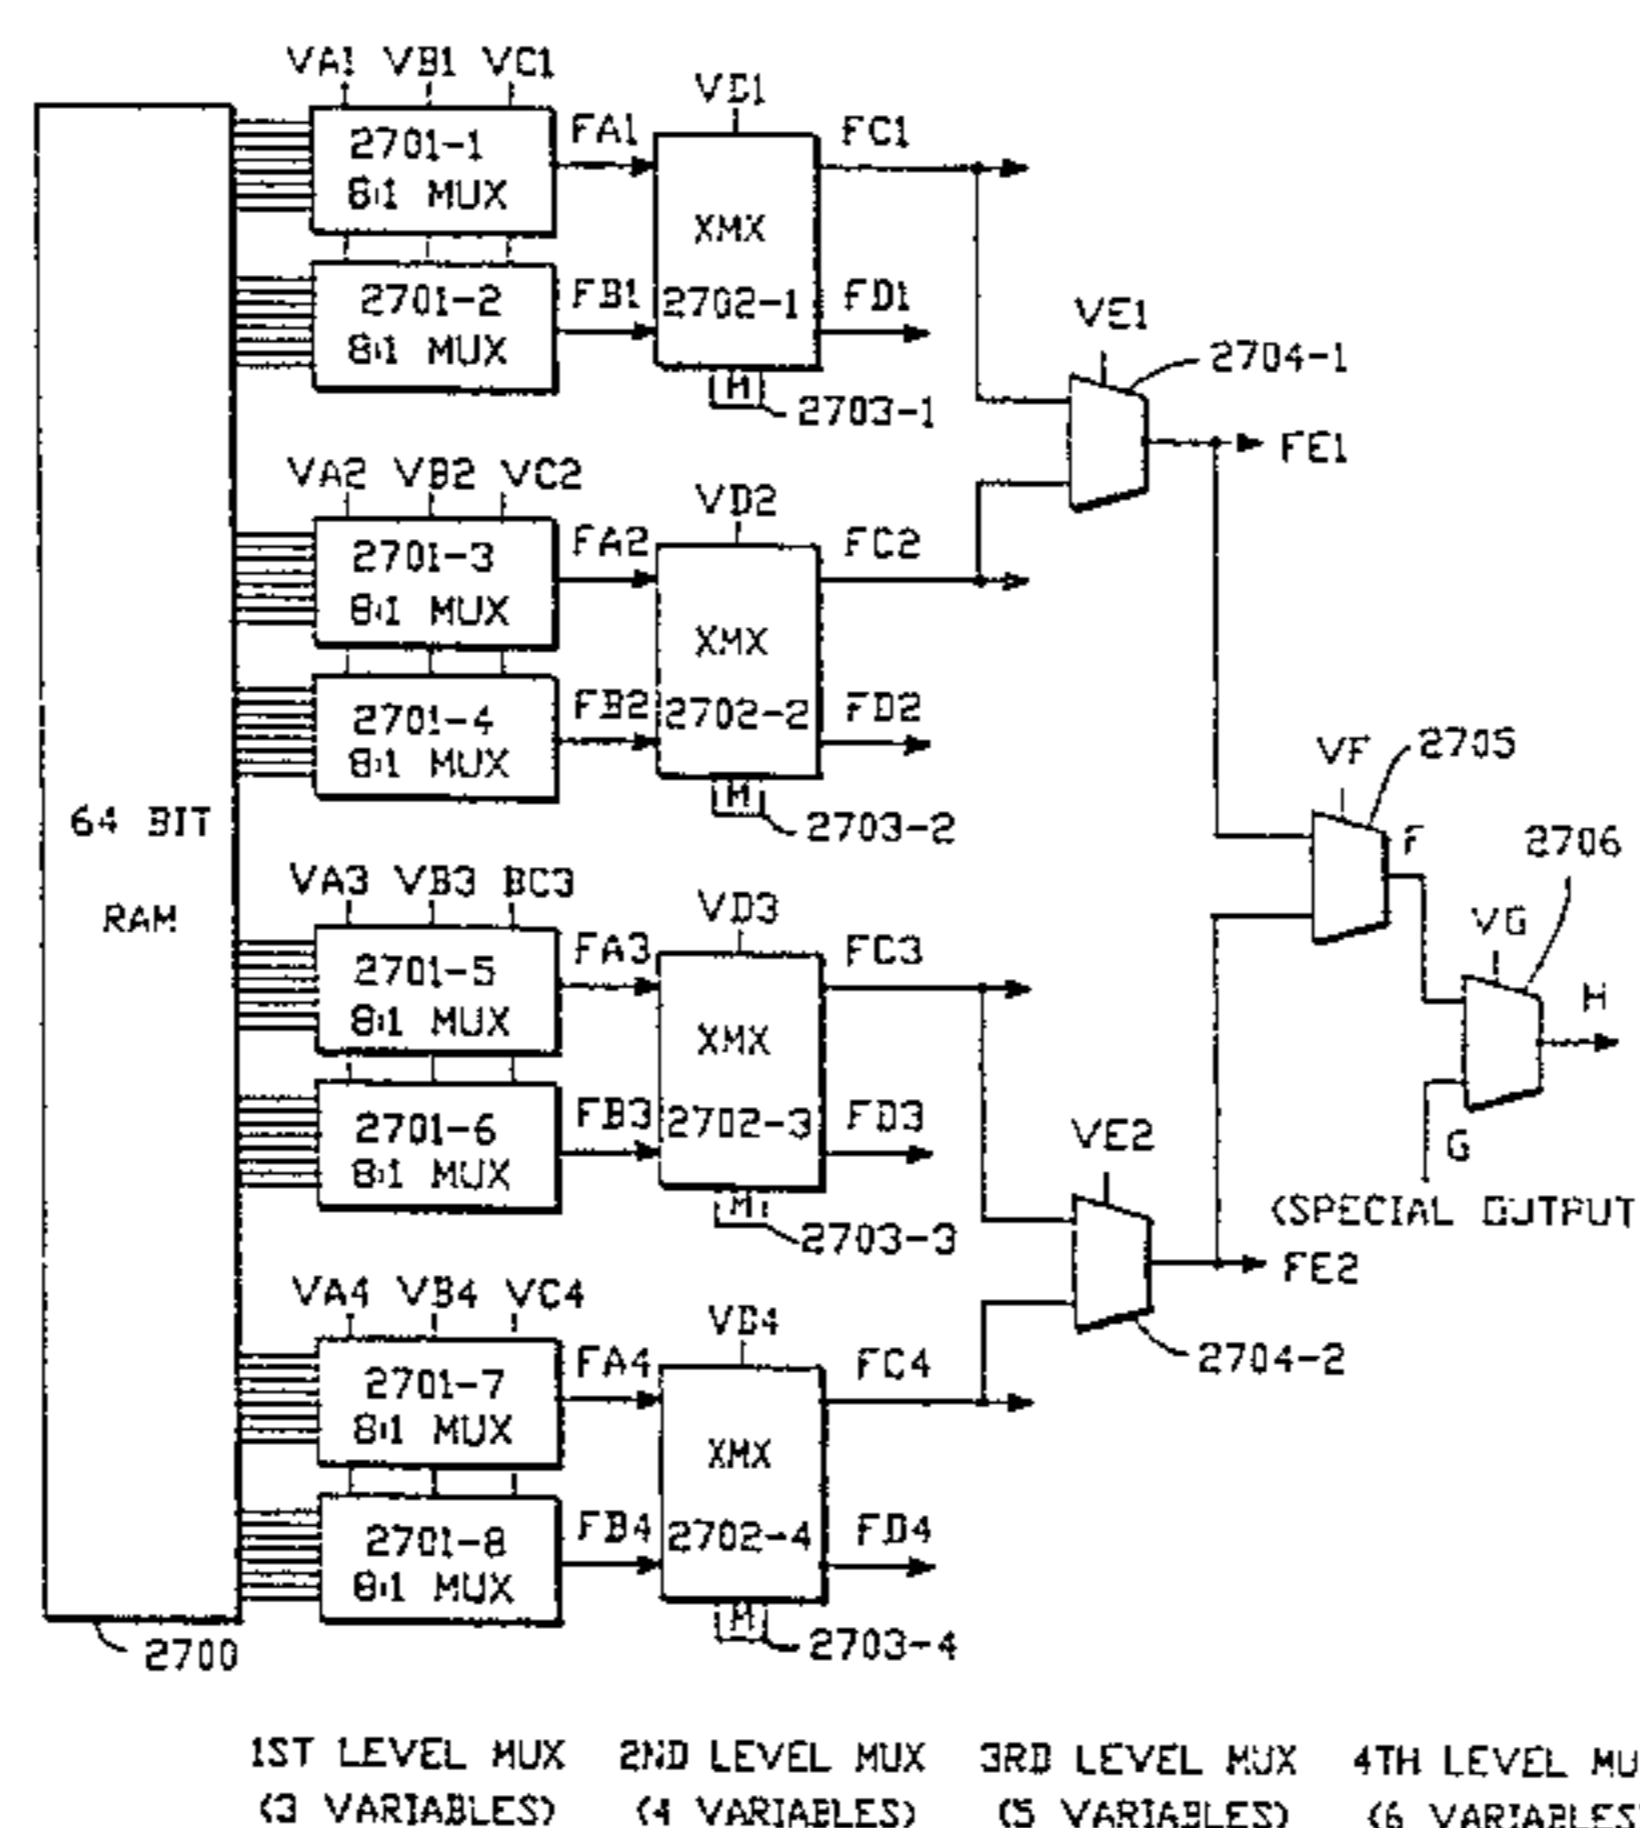 VA1 VB1 VC1
VD1
2701-1
8:1 MUX
FA1
FC1
XMX
2701-2
8:1 MUX
FB1
2702-1
FD1
M
2703-1
VE1
2704-1
FE1
VA2 VB2 VC2
VD2
2701-3
8:1 MUX
FA2
FC2
XMX
2701-4
8:1 MUX
FB2
2702-2
FD2
M
2703-2
64 BIT
RAM
VF
2705
F
2706
VG
H
G
(SPECIAL OUTPUT
VA3 VB3 BC3
VD3
2701-5
8:1 MUX
FA3
FC3
XMX
2701-6
8:1 MUX
FB3
2702-3
FD3
M
2703-3
VE2
FE2
2704-2
VA4 VB4 VC4
VD4
2701-7
8:1 MUX
FA4
FC4
XMX
2701-8
8:1 MUX
FB4
2702-4
FD4
M
2703-4
2700
1ST LEVEL MUX
(3 VARIABLES)
2ND LEVEL MUX
(4 VARIABLES)
3RD LEVEL MUX
(5 VARIABLES)
4TH LEVEL MU
(6 VARIABLES